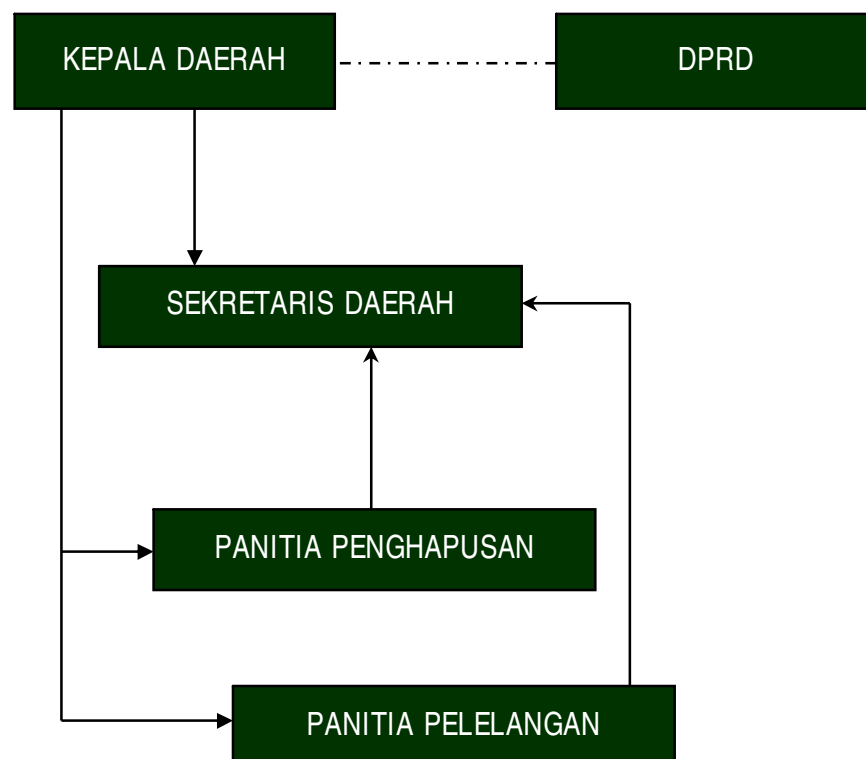 KEPALA DAERAH
DPRD
SEKRETARIS DAERAH
PANITIA PENGHAPUSAN
PANITIA PELELANGAN